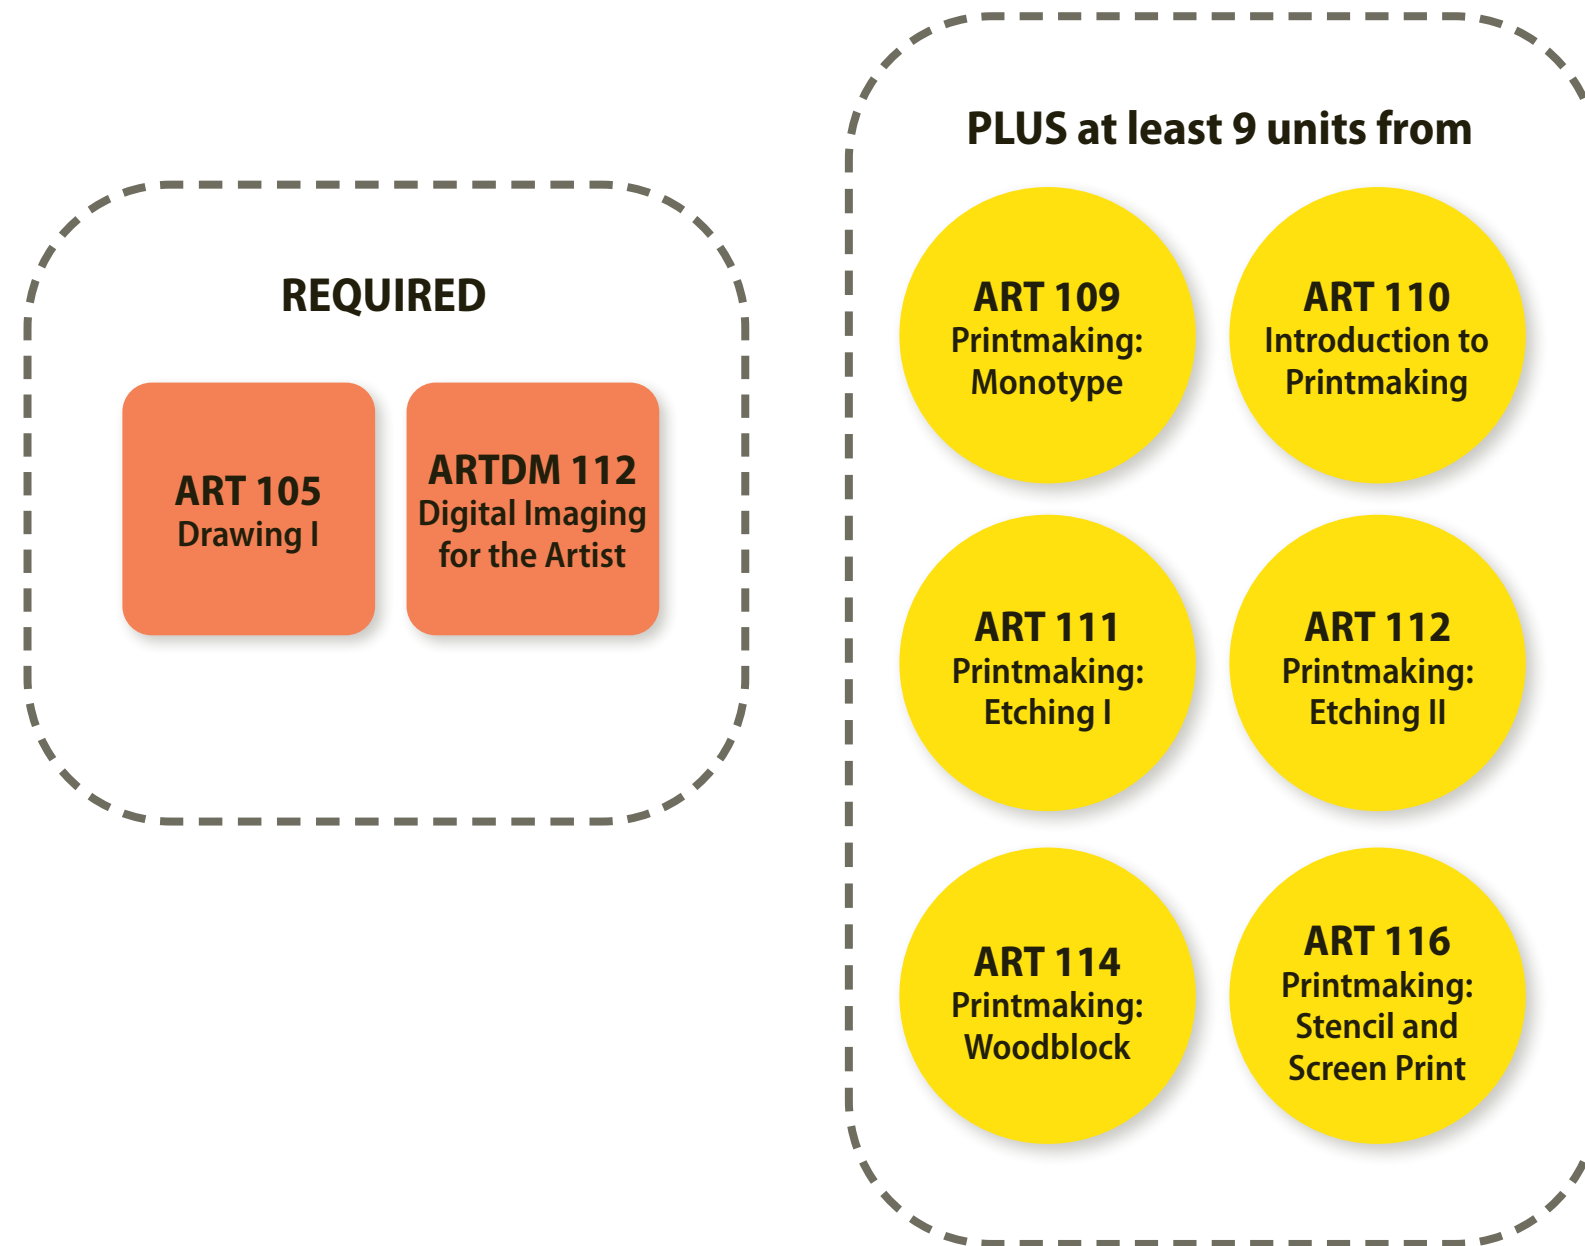 REQUIRED
ART 105
Drawing I
ARTDM 112
Digital Imaging
for the Artist
PLUS at least 9 units from
ART 109
Printmaking:
Monotype
ART 110
Introduction to
Printmaking
ART 111
Printmaking:
Etching I
ART 112
Printmaking:
Etching II
ART 114
Printmaking:
Woodblock
ART 116
Printmaking:
Stencil and
Screen Print